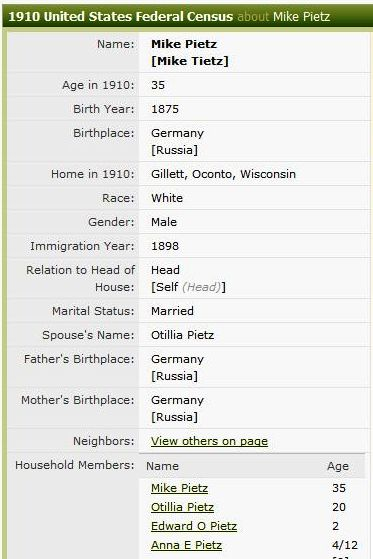 1910 United States Federal Census about Mike Pietz
Name: Mike Pietz
[Mike Tietz]
Age in 1910: 35
Birth Year: 1875
Birthplace: Germany
[Russia]
Home in 1910: Gillett, Oconto, Wisconsin
Race: White
Gender: Male
Immigration Year: 1898
Relation to Head of Head
House: [Self (Head)]
Marital Status: Married
Spouse's Name: Otillia Pietz
Father's Birthplace: Germany
[Russia]
Mother's Birthplace: Germany
[Russia]
Neighbors: View others on page
Household Members: Name Age
Mike Pietz 35
Otillia Pietz 20
Edward O Pietz 2
Anna E Pietz 4/12